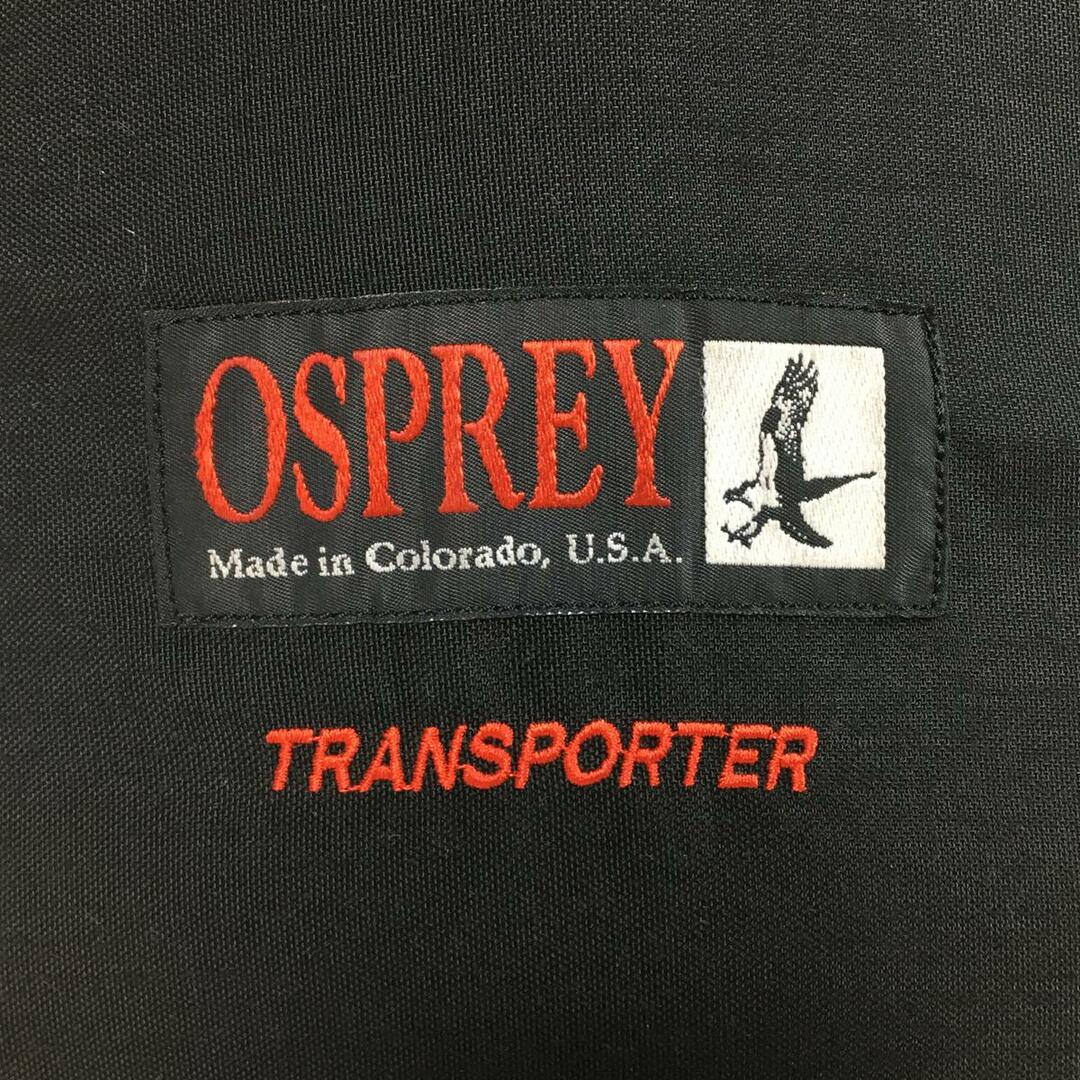 OSPREY
Made in Colorado, U.S.A.
TRANSPORTER